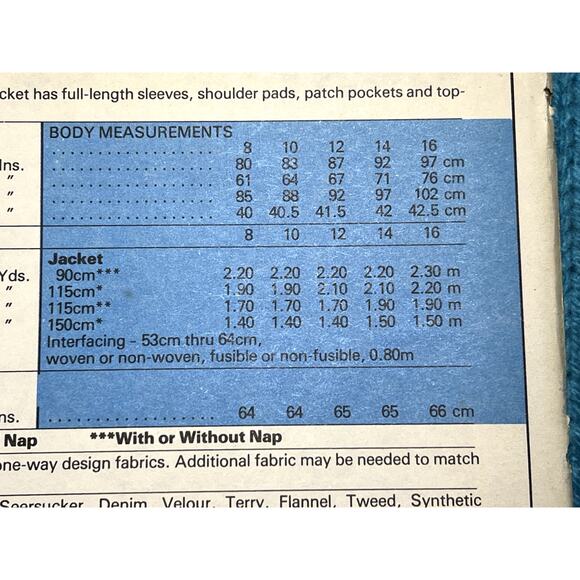 cket has full-length sleeves, shoulder pads, patch pockets and top-
BODY MEASUREMENTS
8 10 12 14 16
Ins. 80 83 87 92 97 cm
" 61 64 67 71 76 cm
" 85 88 92 97 102 cm
" 40 40.5 41.5 42 42.5 cm
8 10 12 14 16
Jacket
Yds. 90cm*** 2.20 2.20 2.20 2.20 2.30 m
" 115cm* 1.90 1.90 2.10 2.10 2.20 m
" 115cm** 1.70 1.70 1.70 1.90 1.90 m
" 150cm* 1.40 1.40 1.40 1.50 1.50 m
Interfacing - 53cm thru 64cm,
woven or non-woven, fusible or non-fusible, 0.80m
ns. 64 64 65 65 66 cm
Nap ***With or Without Nap
one-way design fabrics. Additional fabric may be needed to match
Seersucker, Denim, Velour, Terry, Flannel, Tweed, Synthetic